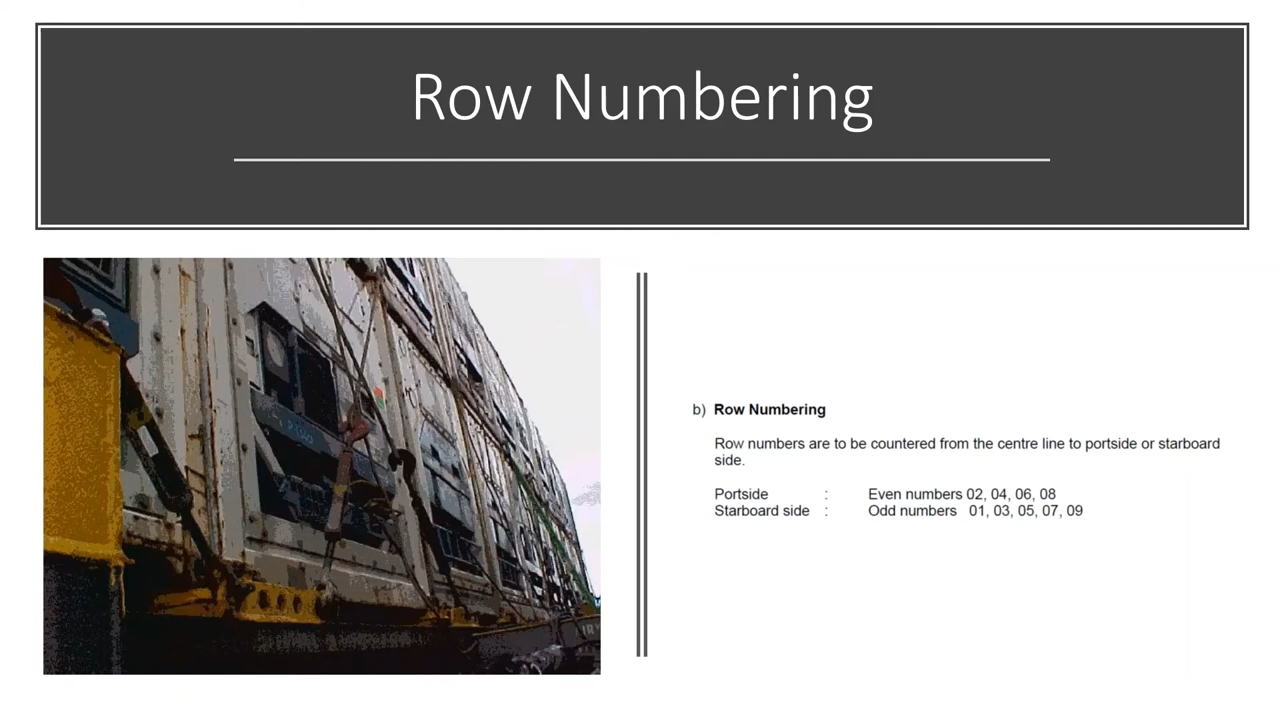 Row Numbering
b) Row Numbering
Row numbers are to be countered from the centre line to portside or starboard
side.
Portside : Even numbers 02, 04, 06, 08
Starboard side : Odd numbers 01, 03, 05, 07, 09